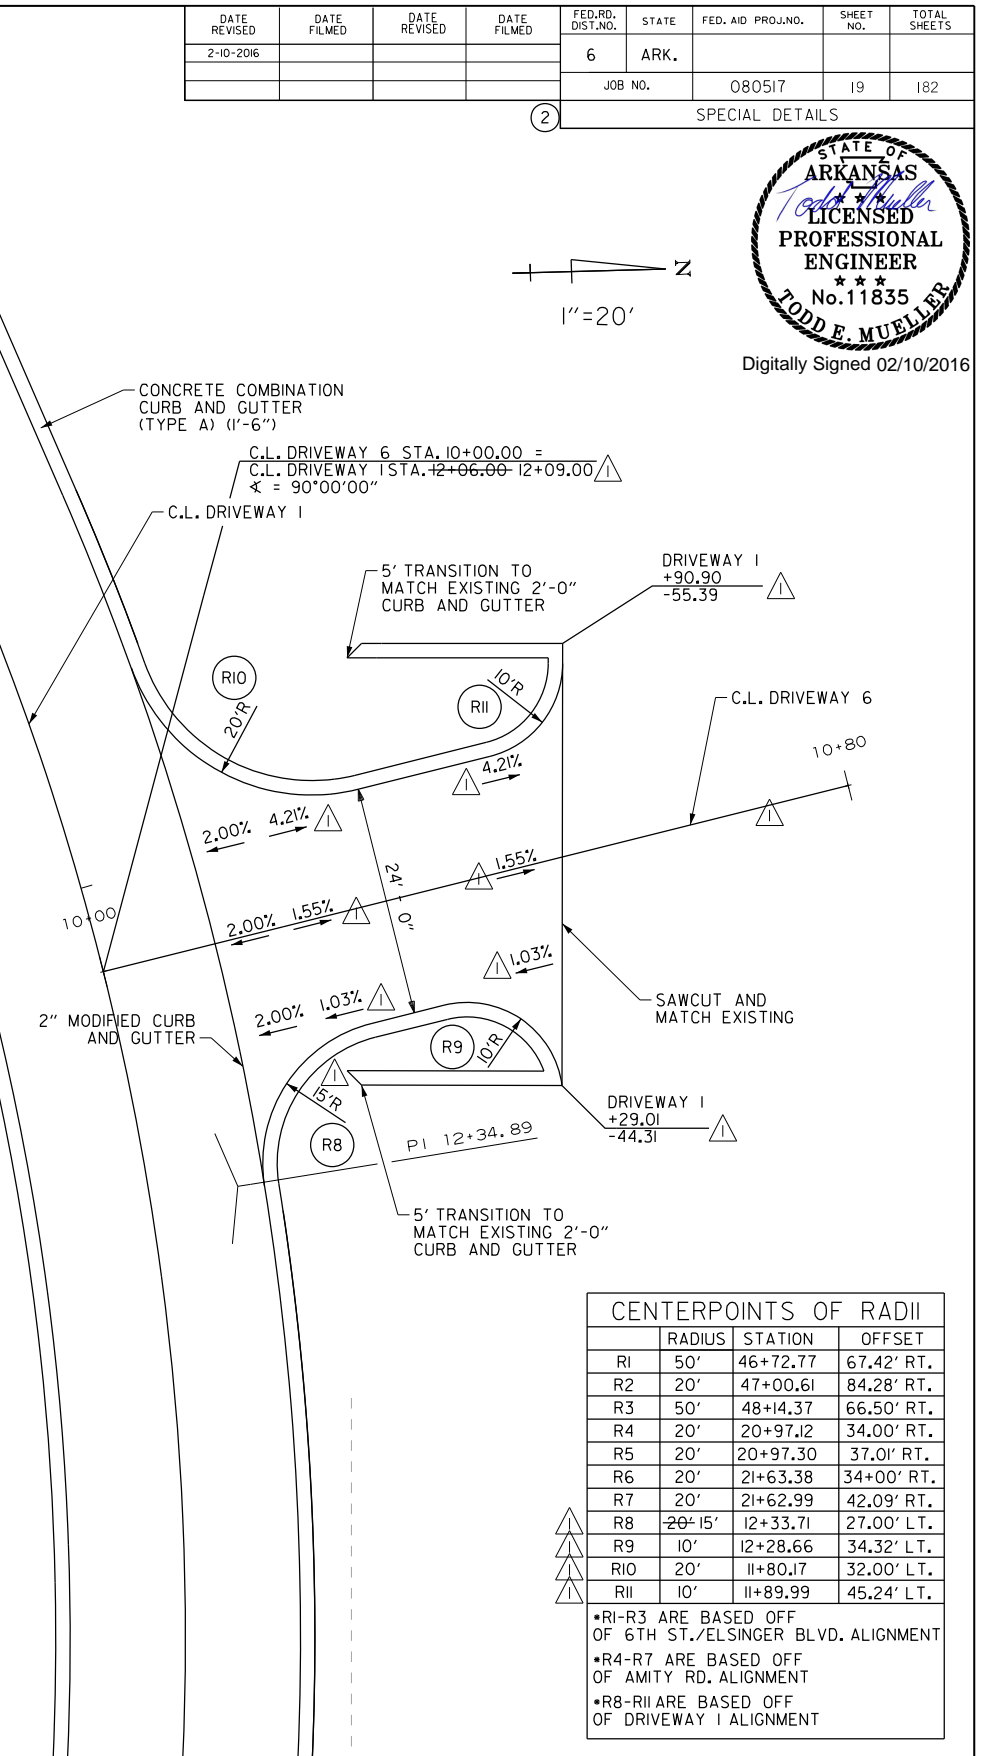 DATE REVISED
DATE FILMED
DATE REVISED
DATE FILMED
FED.RD. DIST.NO.
STATE
FED. AID PROJ.NO.
SHEET NO.
TOTAL SHEETS
2-10-2016
6
ARK.
JOB NO.
080517
19
182
2
SPECIAL DETAILS
STATE OF
ARKANSAS
Todd Mueller
LICENSED
PROFESSIONAL
ENGINEER
No.11835
TODD E. MUELLER
Digitally Signed 02/10/2016
N
1"=20'
CONCRETE COMBINATION
CURB AND GUTTER
(TYPE A) (1'-6")
C.L. DRIVEWAY 6 STA. 10+00.00 =
C.L. DRIVEWAY 1 STA. 12+06.00 12+09.00 1
∢ = 90°00'00"
C.L. DRIVEWAY 1
5' TRANSITION TO
MATCH EXISTING 2'-0"
CURB AND GUTTER
DRIVEWAY 1
+90.90
-55.39
1
R10
20'R
R11
10'R
C.L. DRIVEWAY 6
10+80
4.21%
1
2.00% 4.21% 1
1
24'-0"
1 1.55%
10+00
2.00% 1.55% 1
1 1.03%
2.00% 1.03% 1
SAWCUT AND
MATCH EXISTING
2" MODIFIED CURB
AND GUTTER
R9
10'R
1
15'R
R8
PI 12+34.89
DRIVEWAY 1
+29.01
-44.31
1
5' TRANSITION TO
MATCH EXISTING 2'-0"
CURB AND GUTTER
CENTERPOINTS OF RADII
RADIUS STATION OFFSET
R1 50' 46+72.77 67.42' RT.
R2 20' 47+00.61 84.28' RT.
R3 50' 48+14.37 66.50' RT.
R4 20' 20+97.12 34.00' RT.
R5 20' 20+97.30 37.01' RT.
R6 20' 21+63.38 34+00' RT.
R7 20' 21+62.99 42.09' RT.
1 R8 20' 15' 12+33.71 27.00' LT.
1 R9 10' 12+28.66 34.32' LT.
1 R10 20' 11+80.17 32.00' LT.
1 R11 10' 11+89.99 45.24' LT.
*R1-R3 ARE BASED OFF
OF 6TH ST./ELSINGER BLVD. ALIGNMENT
*R4-R7 ARE BASED OFF
OF AMITY RD. ALIGNMENT
*R8-R11 ARE BASED OFF
OF DRIVEWAY 1 ALIGNMENT